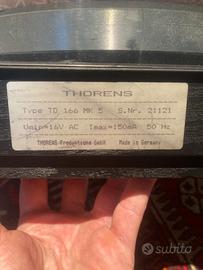 THORENS
Type TD 166 MK 5 S.Nr. 21121
Umin=16V AC Imax=150mA 50 Hz
THORENS Produktions GmbH Made in Germany
subito